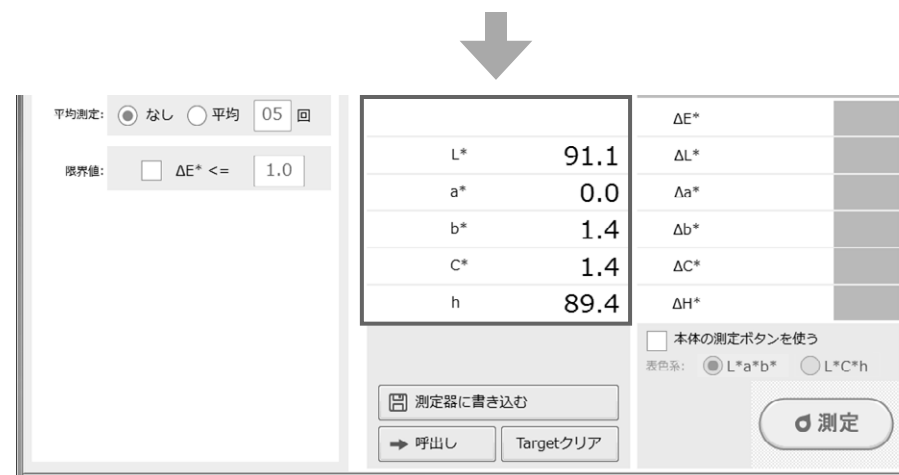 平均測定: なし 平均 05 回
限界値: ΔE* <= 1.0
L* 91.1
a* 0.0
b* 1.4
C* 1.4
h 89.4
測定器に書き込む
呼出し Targetクリア
ΔE*
ΔL*
Δa*
Δb*
ΔC*
ΔH*
本体の測定ボタンを使う
表色系: L*a*b* L*C*h
測定